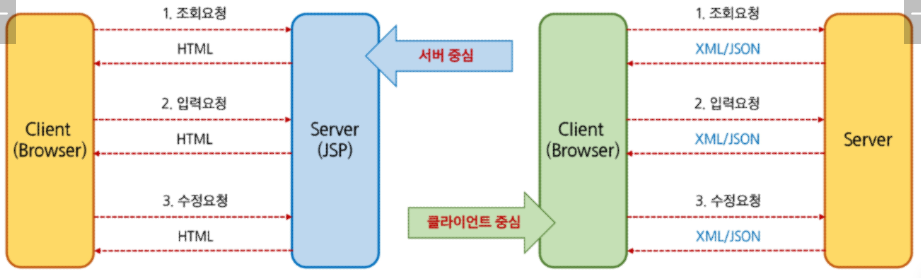 1. 조회요청
HTML
2. 입력요청
HTML
3. 수정요청
HTML
Client
(Browser)
Server
(JSP)
서버 중심
클라이언트 중심
1. 조회요청
XML/JSON
2. 입력요청
XML/JSON
3. 수정요청
XML/JSON
Client
(Browser)
Server